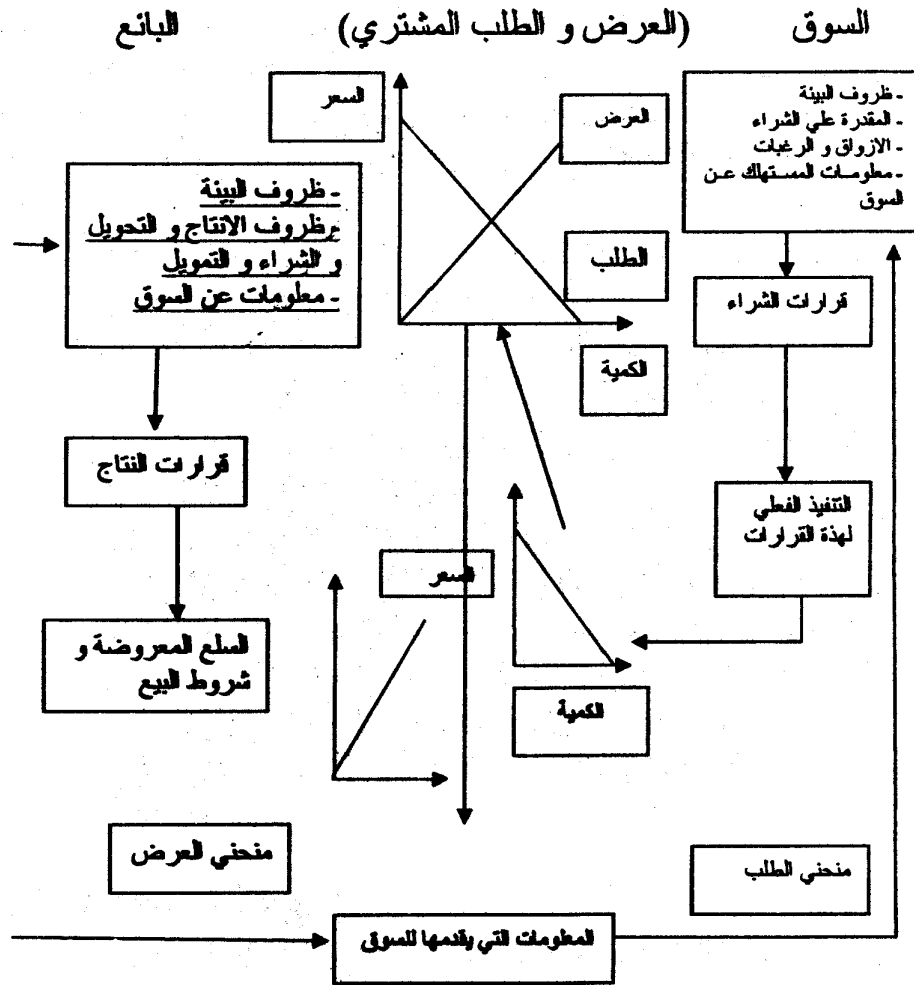 السوق
(العرض و الطلب المشتري)
البائع
- ظروف البيئة
- المقدرة علي الشراء
- الازواق و الرغبات
- معلومات المستهلك عن
السوق
قرارات الشراء
التنفيذ الفعلي
لهذة القرارات
منحني الطلب
السعر
العرض
الطلب
الكمية
السعر
الكمية
- ظروف البيئة
- ظروف الانتاج و التحويل
و الشراء و التمويل
- معلومات عن السوق
قرارات النتاج
السلع المعروضة و
شروط البيع
منحني العرض
المعلومات التي يقدمها للسوق